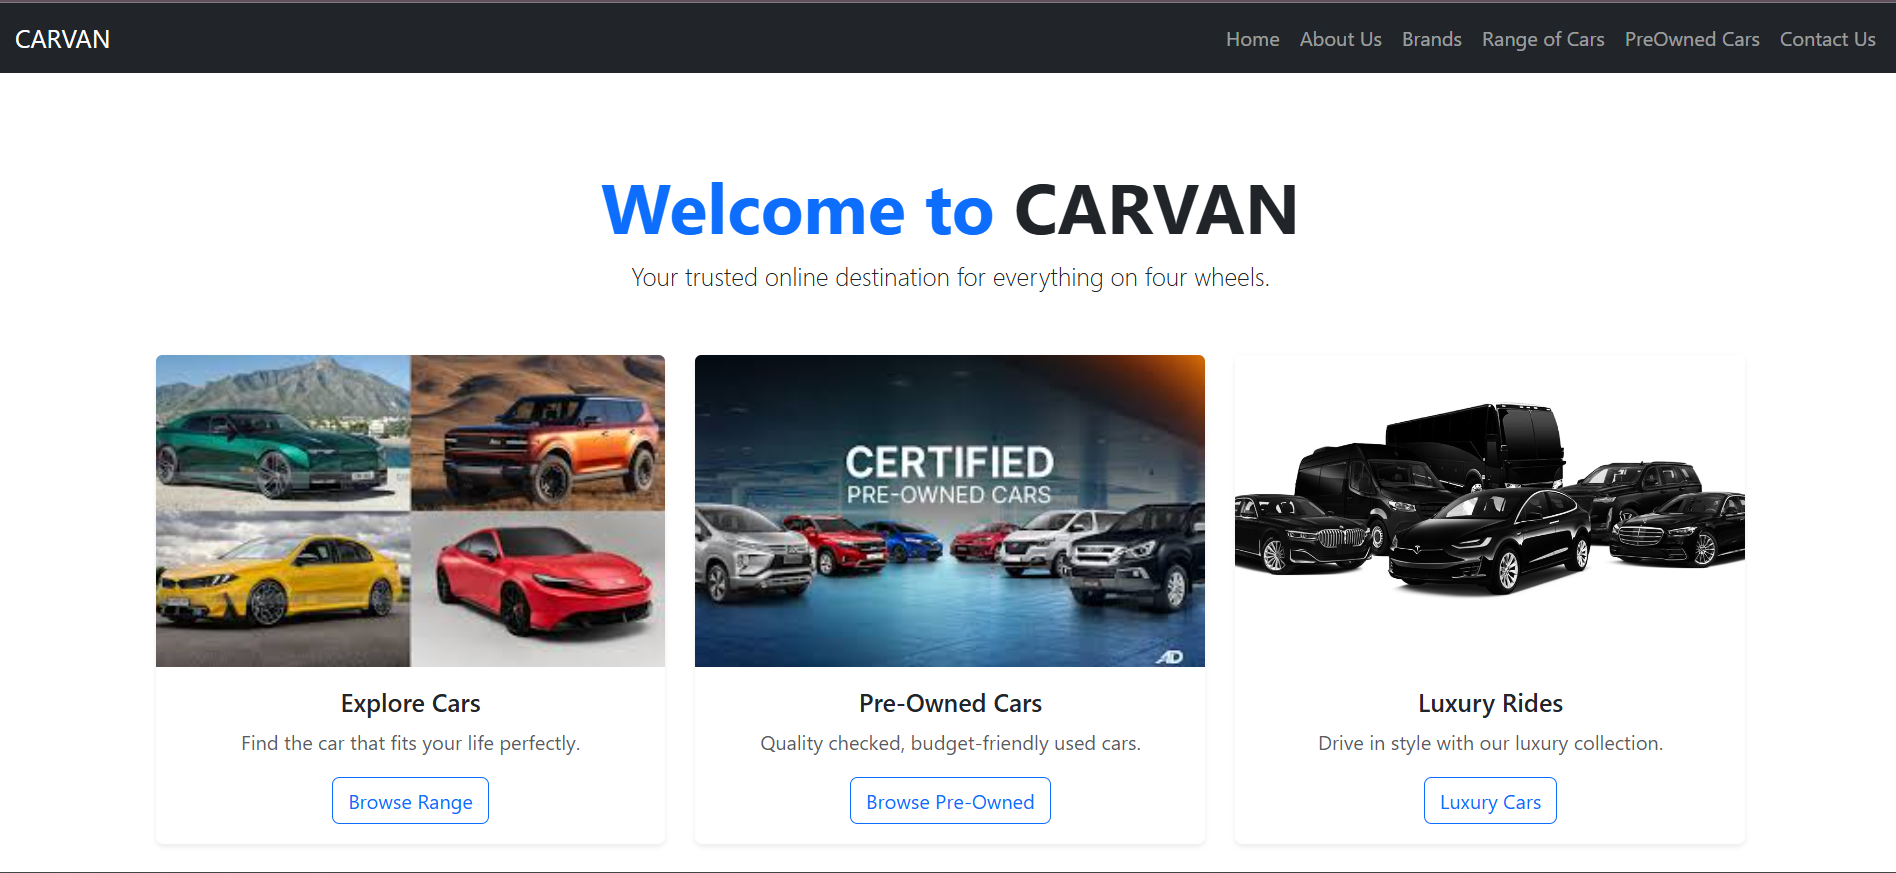 CARVAN
Home About Us Brands Range of Cars PreOwned Cars Contact Us
Welcome to CARVAN
Your trusted online destination for everything on four wheels.
CERTIFIED
PRE-OWNED CARS
AD
Explore Cars
Find the car that fits your life perfectly.
Browse Range
Pre-Owned Cars
Quality checked, budget-friendly used cars.
Browse Pre-Owned
Luxury Rides
Drive in style with our luxury collection.
Luxury Cars